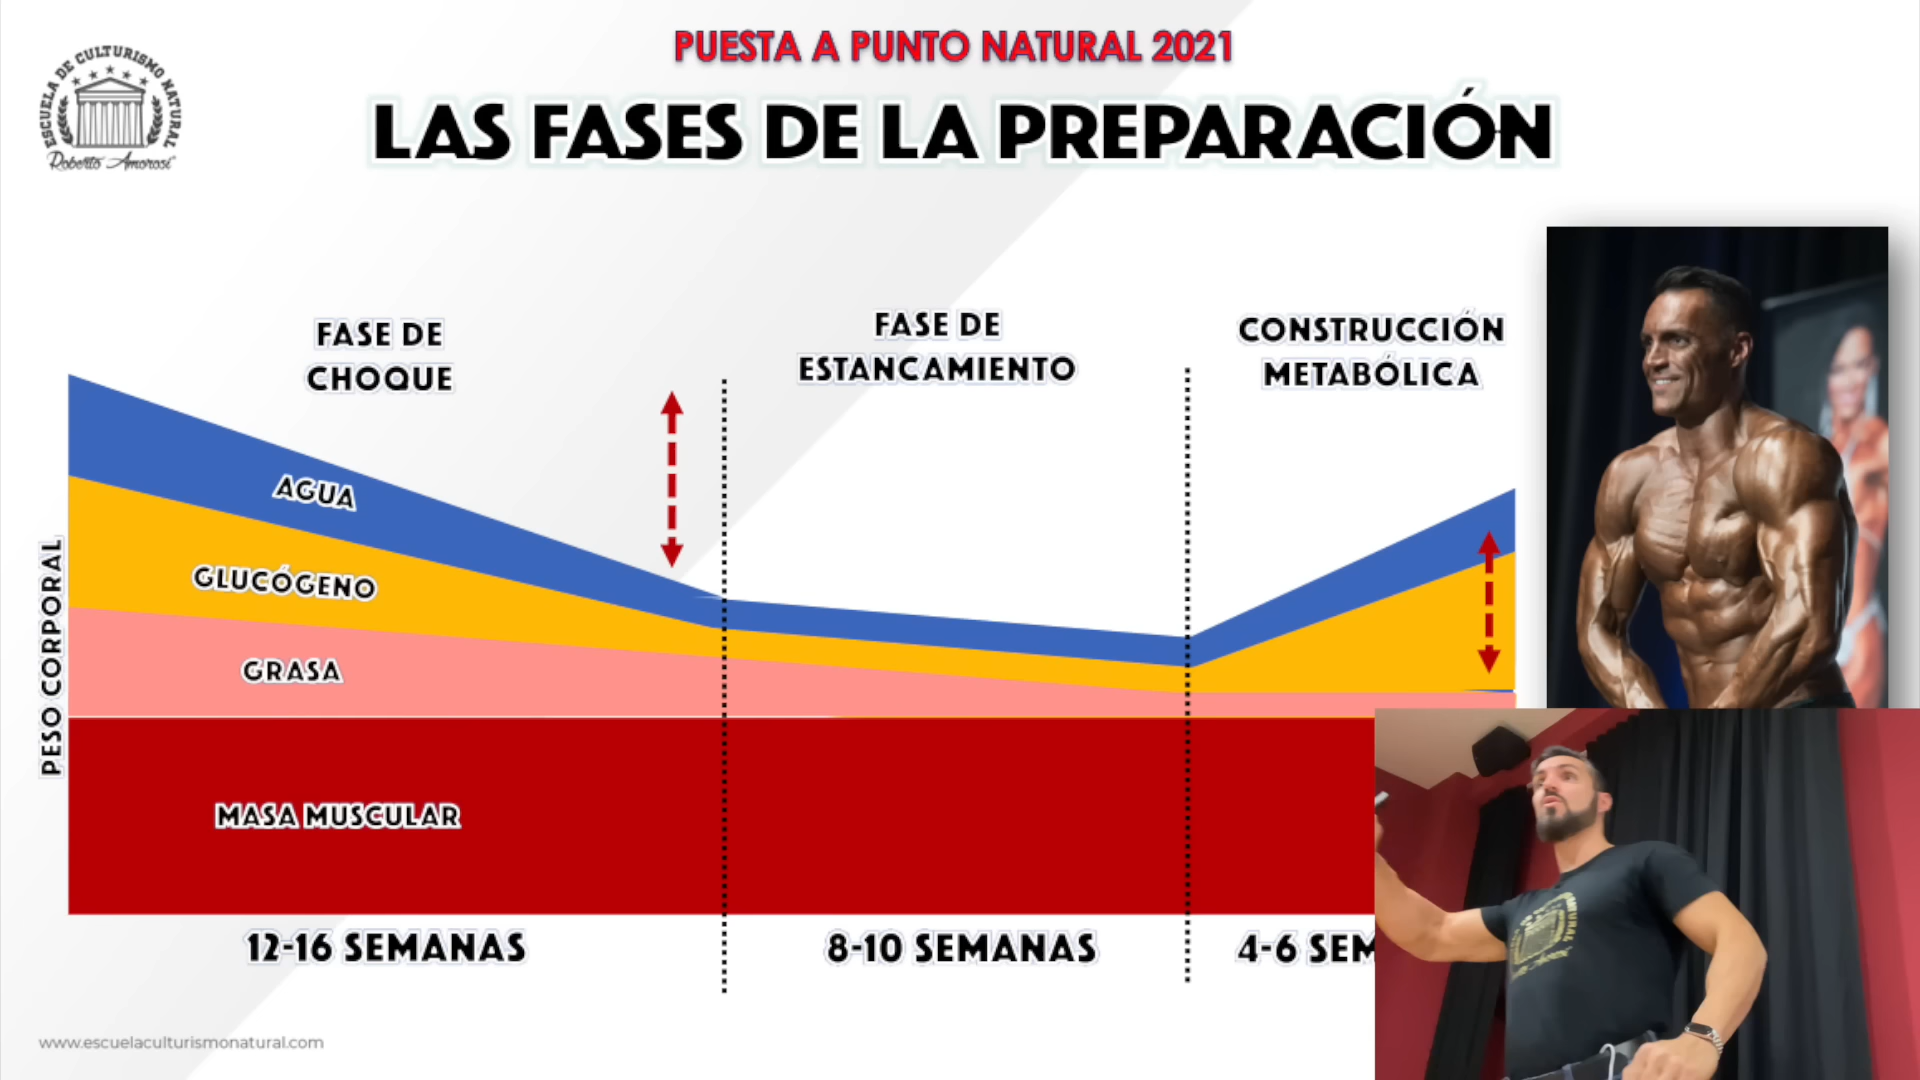 PUESTA A PUNTO NATURAL 2021
LAS FASES DE LA PREPARACIÓN
ESCUELA DE CULTURISMO NATURAL
Roberto Amorosi
FASE DE
CHOQUE
FASE DE
ESTANCAMIENTO
CONSTRUCCIÓN
METABÓLICA
AGUA
GLUCÓGENO
GRASA
MASA MUSCULAR
PESO CORPORAL
12-16 SEMANAS
8-10 SEMANAS
4-6 SEM
www.escuelaculturismonatural.com